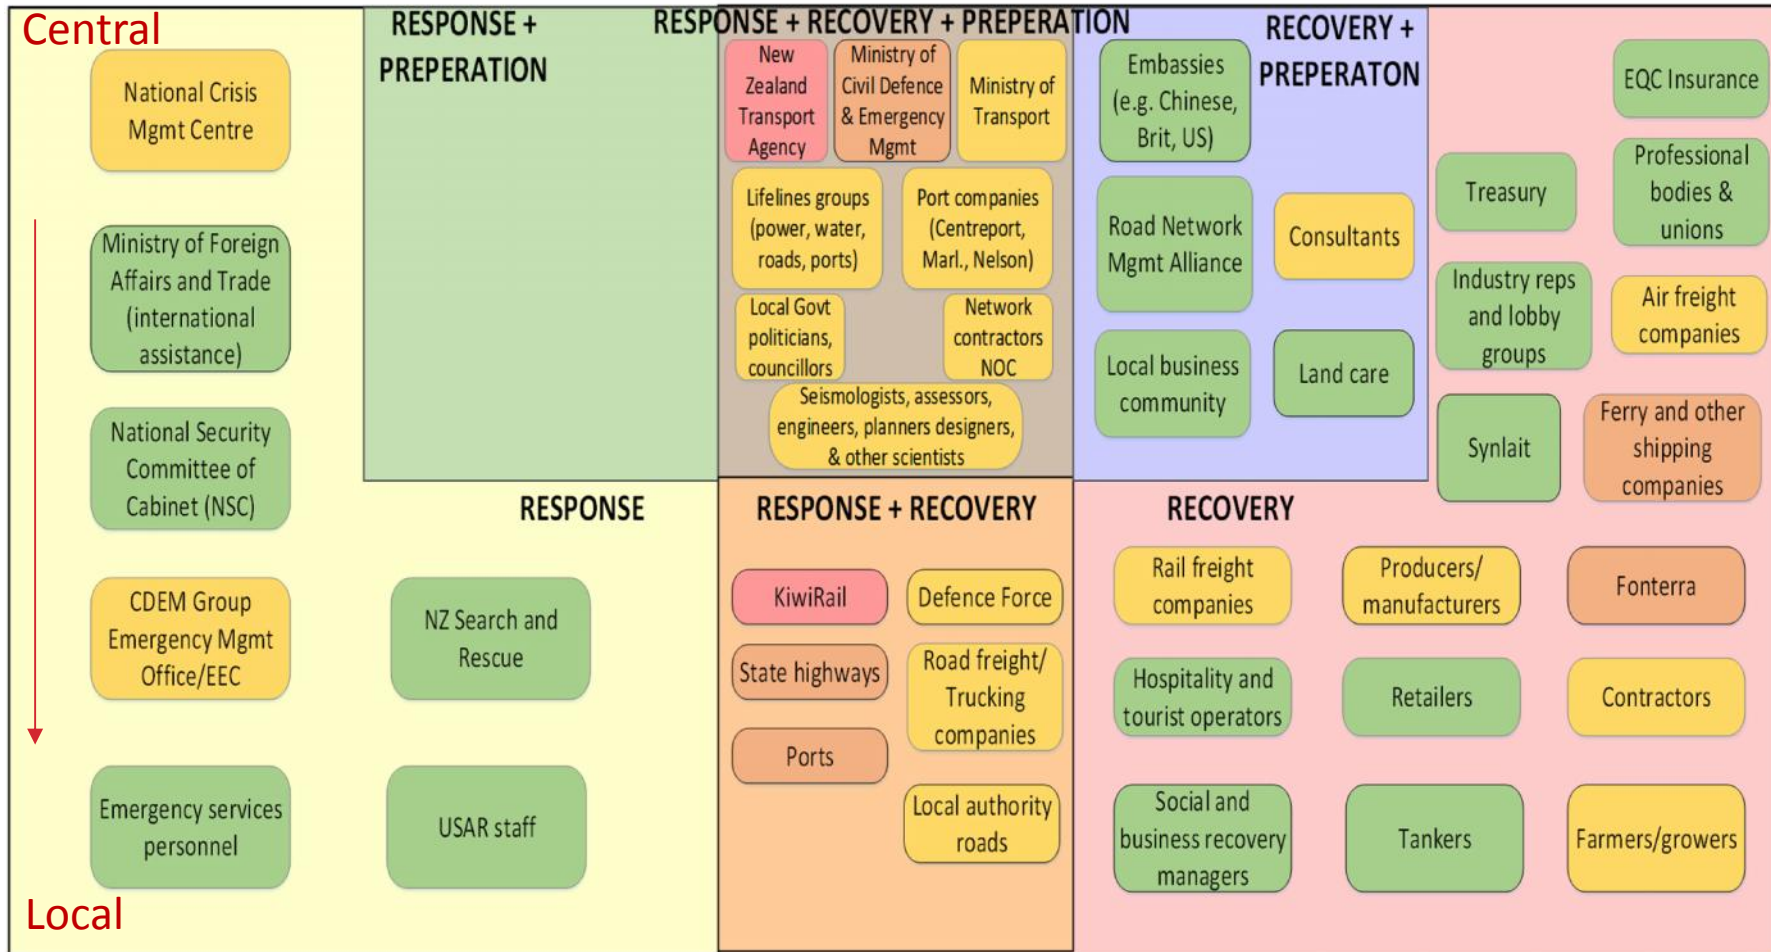 Central
RESPONSE +
PREPERATION
RESPONSE + RECOVERY + PREPERATION
RECOVERY +
PREPERATON
National Crisis
Mgmt Centre
Ministry of Foreign
Affairs and Trade
(international
assistance)
National Security
Committee of
Cabinet (NSC)
CDEM Group
Emergency Mgmt
Office/EEC
Emergency services
personnel
Local
RESPONSE
NZ Search and
Rescue
USAR staff
New
Zealand
Transport
Agency
Ministry of
Civil Defence
& Emergency
Mgmt
Ministry of
Transport
Lifelines groups
(power, water,
roads, ports)
Port companies
(Centreport,
Marl., Nelson)
Local Govt
politicians,
councillors
Network
contractors
NOC
Seismologists, assessors,
engineers, planners designers,
& other scientists
RESPONSE + RECOVERY
KiwiRail
Defence Force
State highways
Road freight/
Trucking
companies
Ports
Local authority
roads
Embassies
(e.g. Chinese,
Brit, US)
Road Network
Mgmt Alliance
Consultants
Local business
community
Land care
EQC Insurance
Treasury
Professional
bodies &
unions
Industry reps
and lobby
groups
Air freight
companies
Synlait
Ferry and other
shipping
companies
RECOVERY
Rail freight
companies
Producers/
manufacturers
Fonterra
Hospitality and
tourist operators
Retailers
Contractors
Social and
business recovery
managers
Tankers
Farmers/growers